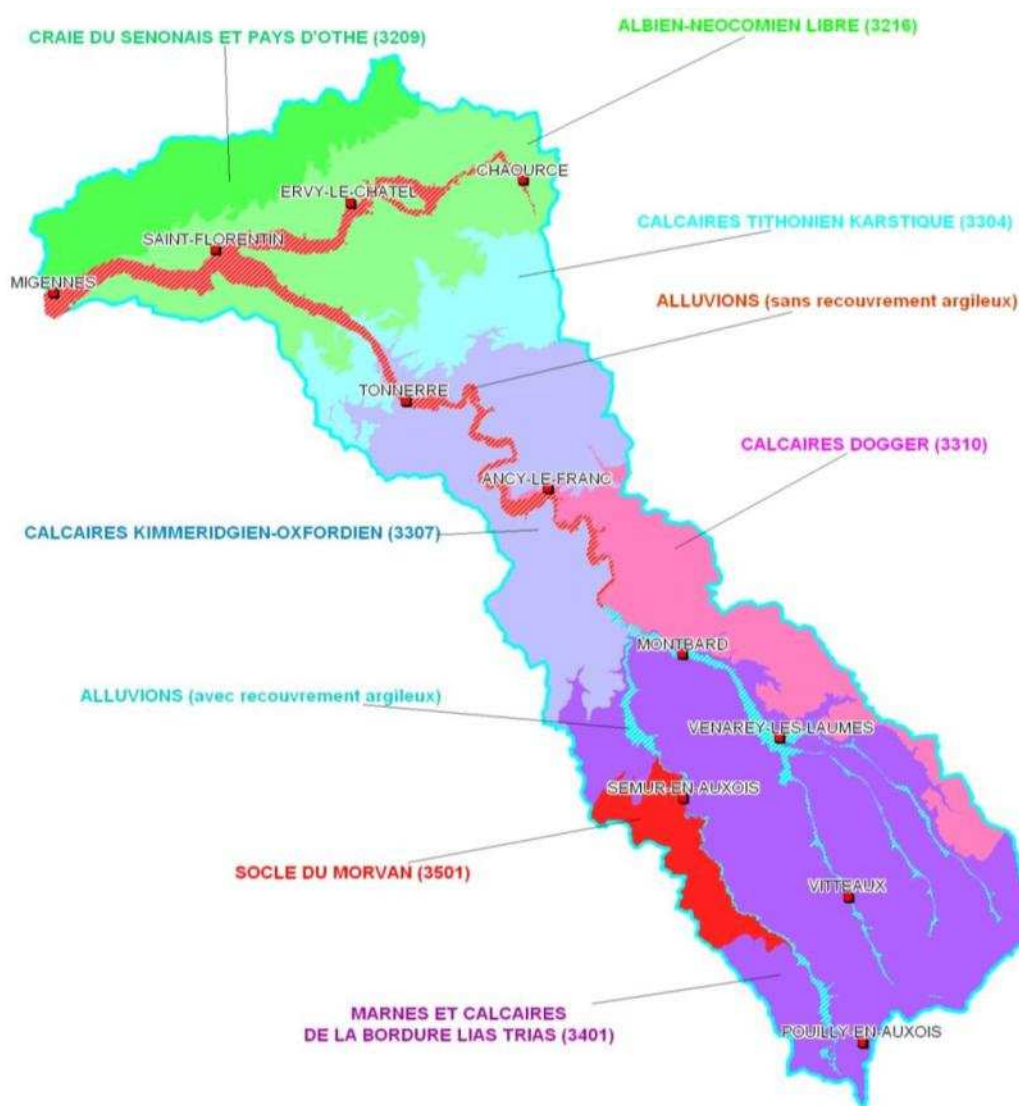 ALBIEN-NEOCOMIEN LIBRE (3216)
CRAIE DU SENONAIS ET PAYS D'OTHE (3209)
CHAOURCE
ERVY-LE-CHATEL
CALCAIRES TITHONIEN KARSTIQUE (3304)
SAINT-FLORENTIN
MIGENNES
ALLUVIONS (sans recouvrement argileux)
TONNERRE
CALCAIRES DOGGER (3310)
ANCY-LE-FRANC
CALCAIRES KIMMERIDGIEN-OXFORDIEN (3307)
MONTBARD
ALLUVIONS (avec recouvrement argileux)
VENAREY-LES-LAUMES
SEMUR-EN-AUXOIS
SOCLE DU MORVAN (3501)
VITTEAUX
MARNES ET CALCAIRES
DE LA BORDURE LIAS TRIAS (3401)
POUILLY-EN-AUXOIS